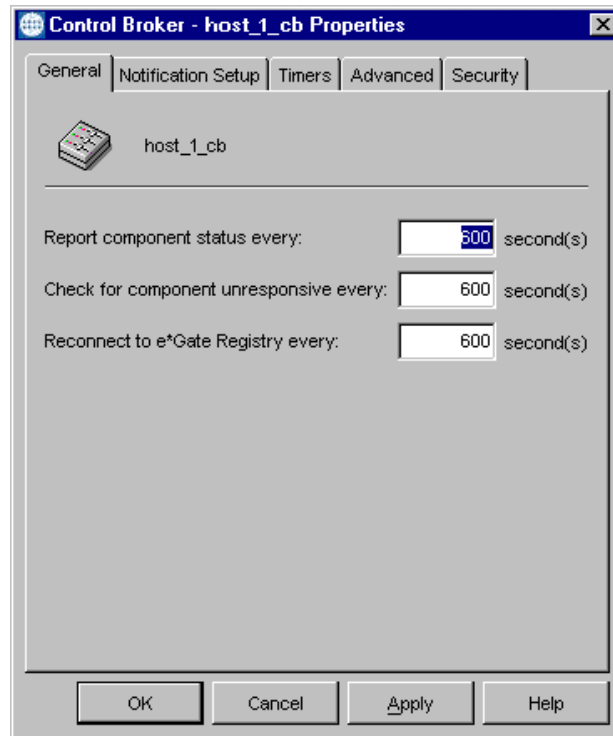 Control Broker - host_1_cb Properties
General Notification Setup Timers Advanced Security
host_1_cb
Report component status every: 600 second(s)
Check for component unresponsive every: 600 second(s)
Reconnect to e*Gate Registry every: 600 second(s)
OK Cancel Apply Help